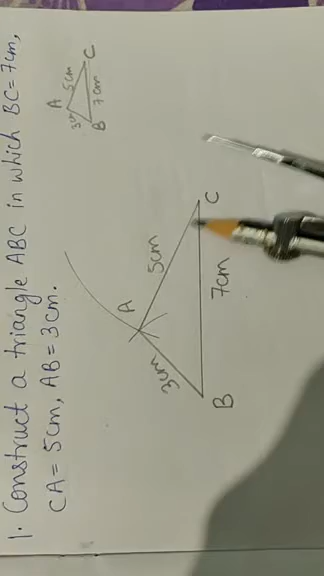 1. Construct a triangle ABC in which BC=7cm,
CA=5cm, AB=3cm.
A
3cm
5cm
B
7cm
C
A
3cm
5cm
B
7cm
C